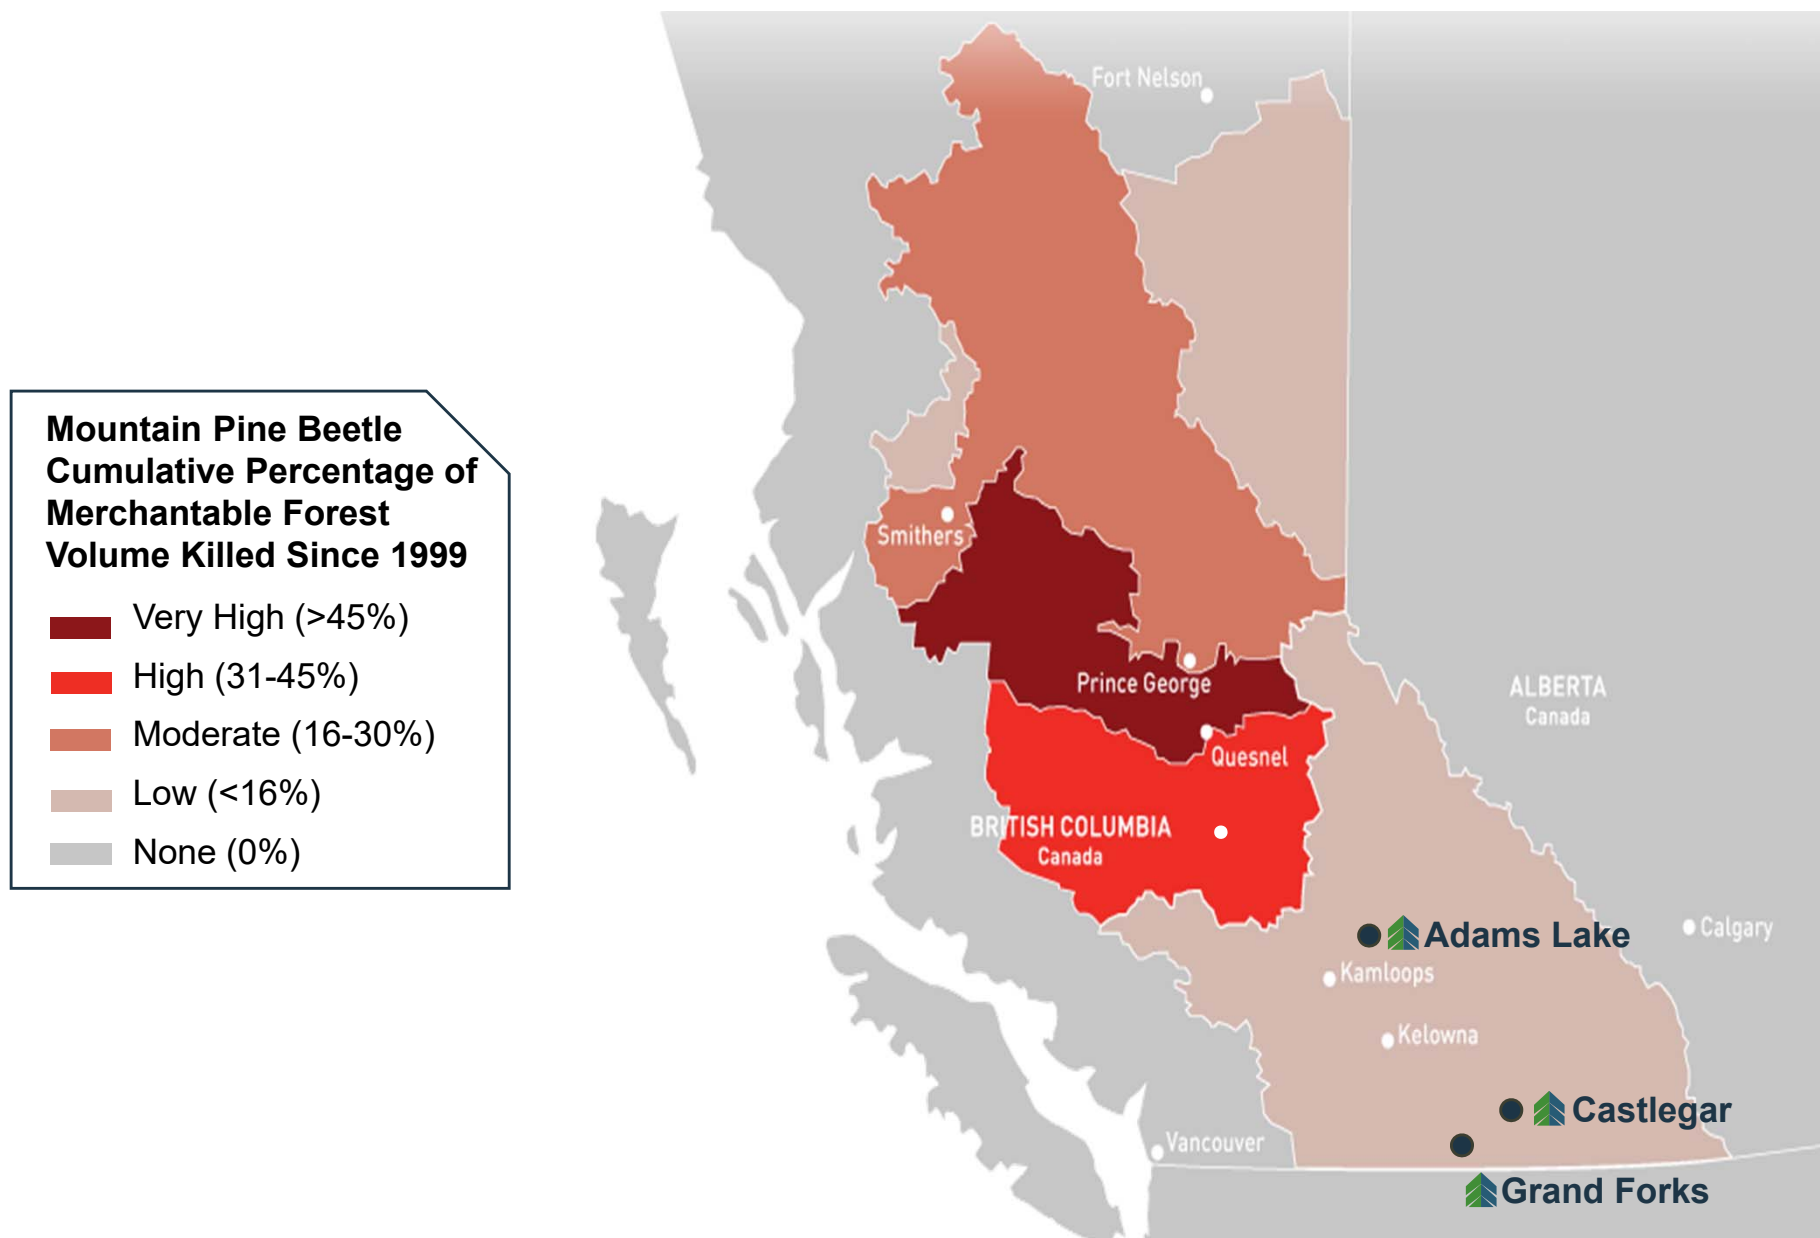 Fort Nelson
Mountain Pine Beetle
Cumulative Percentage of
Merchantable Forest
Volume Killed Since 1999
Very High (>45%)
High (31-45%)
Moderate (16-30%)
Low (<16%)
None (0%)
Smithers
Prince George
ALBERTA
Canada
Quesnel
BRITISH COLUMBIA
Canada
Adams Lake
Calgary
Kamloops
Kelowna
Castlegar
Vancouver
Grand Forks